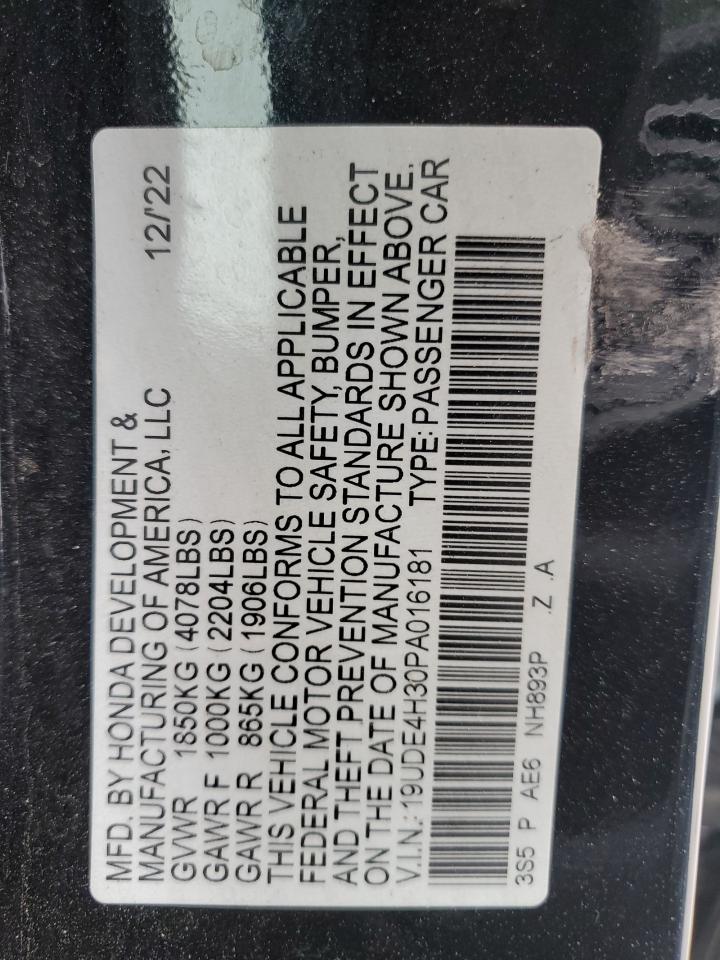 MFD. BY HONDA DEVELOPMENT &
MANUFACTURING OF AMERICA, LLC 12/'22
GVWR 1850KG (4078LBS)
GAWR F 1000KG (2204LBS)
GAWR R 865KG (1906LBS)
THIS VEHICLE CONFORMS TO ALL APPLICABLE
FEDERAL MOTOR VEHICLE SAFETY, BUMPER,
AND THEFT PREVENTION STANDARDS IN EFFECT
ON THE DATE OF MANUFACTURE SHOWN ABOVE.
V.I.N.: 19UDE4H30PA016181 TYPE: PASSENGER CAR
3S5 P AE6 NH893P .Z .A